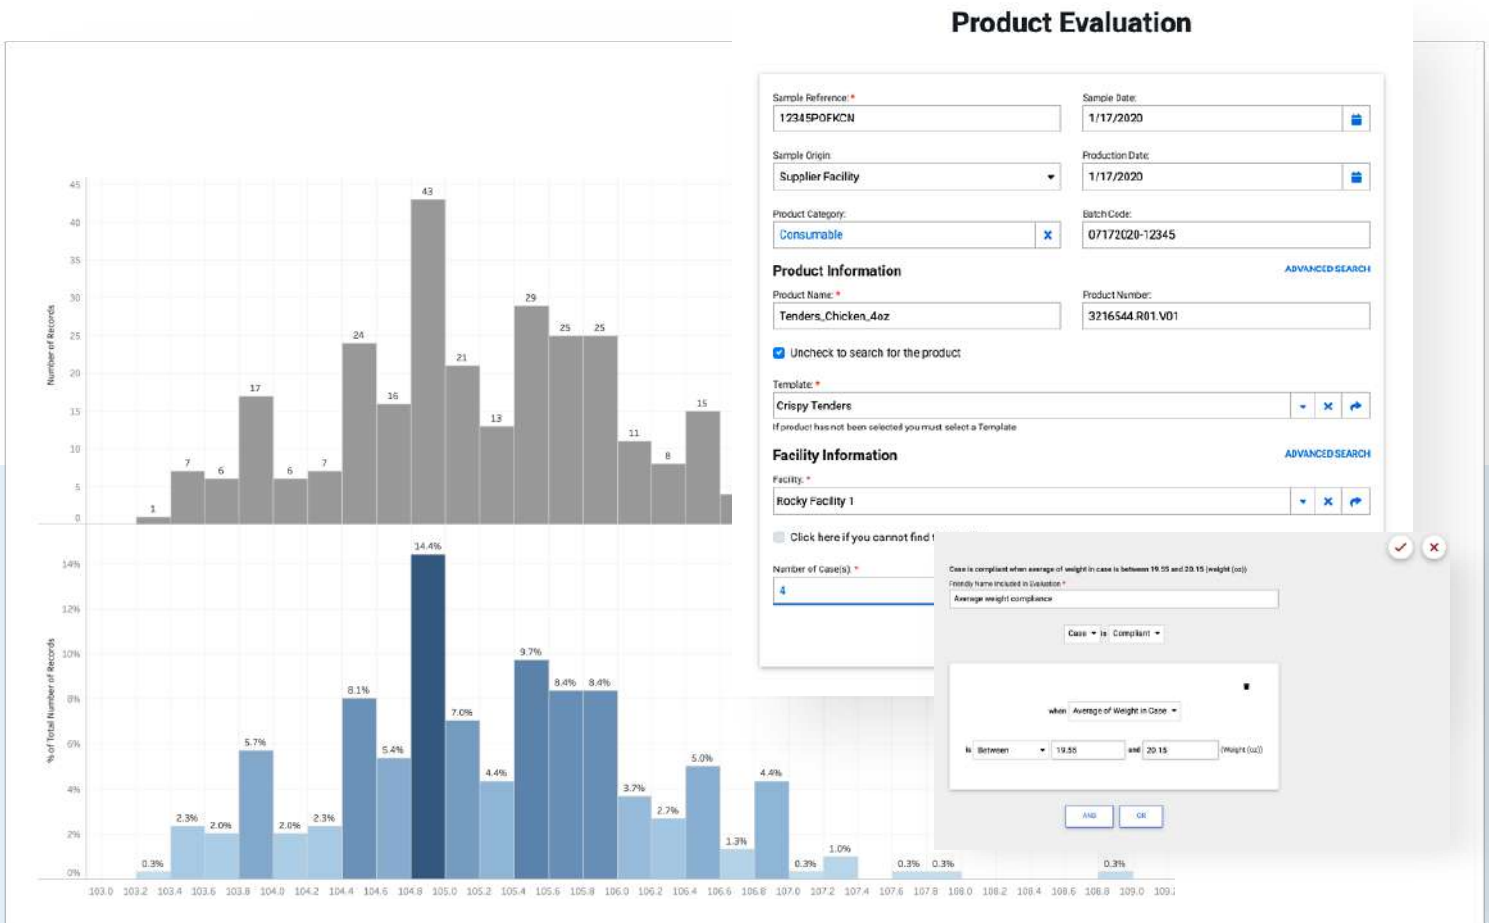 Product Evaluation
Sample Reference: *
12345POFKCN
Sample Date:
1/17/2020
Sample Origin:
Supplier Facility
Production Date:
1/17/2020
Product Category:
Consumable
Batch Code:
07172020-12345
Product Information
ADVANCED SEARCH
Product Name: *
Tenders_Chicken_4oz
Product Number:
3216544.R01.V01
Uncheck to search for the product
Template: *
Crispy Tenders
If product has not been selected you must select a Template
Facility Information
ADVANCED SEARCH
Facility: *
Rocky Facility 1
Click here if you cannot find
Number of Case(s): *
4
Case is compliant when average of weight in case is between 19.55 and 20.15 (weight (oz))
Friendly Name Included in Evaluation *
Average weight compliance
Case is Compliant
when Average of Weight in Case
is Between 19.55 and 20.15 (Weight (oz))
AND OR
Number of Records
45
40
35
30
25
20
15
10
5
0
1 7 6 17 6 7 24 16 43 21 13 29 25 25 11 8 15
% of Total Number of Records
14%
12%
10%
8%
6%
4%
2%
0%
0.3% 2.3% 2.0% 5.7% 2.0% 2.3% 8.1% 5.4% 14.4% 7.0% 4.4% 9.7% 8.4% 8.4% 3.7% 2.7% 5.0% 1.3% 4.4% 0.3% 1.0% 0.3% 0.3% 0.3%
103.0 103.2 103.4 103.6 103.8 104.0 104.2 104.4 104.6 104.8 105.0 105.2 105.4 105.6 105.8 106.0 106.2 106.4 106.6 106.8 107.0 107.2 107.4 107.6 107.8 108.0 108.2 108.4 108.6 108.8 109.0 109.2